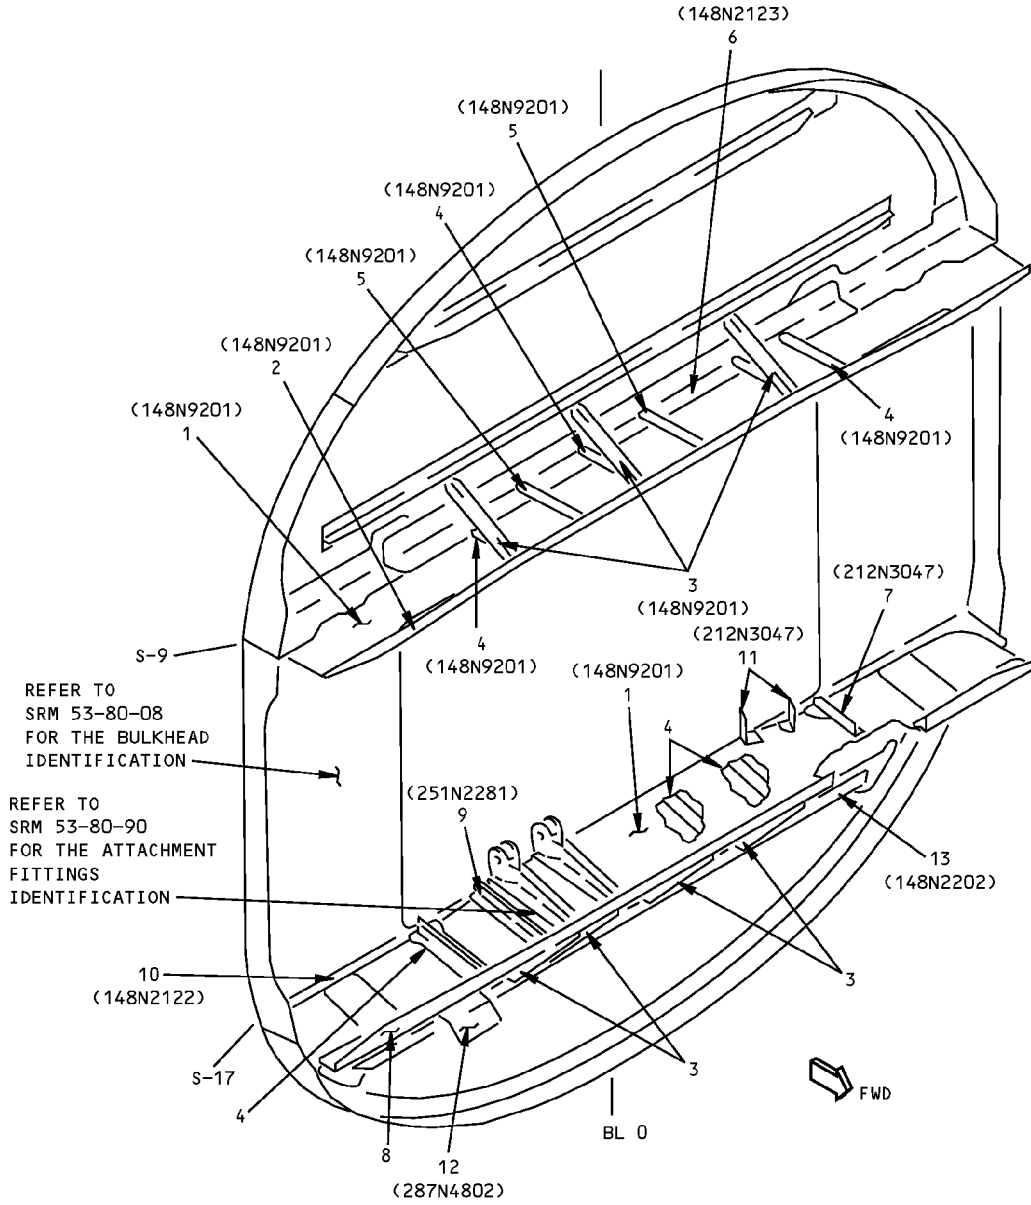 (148N2123)
6
(148N9201)
5
(148N9201)
4
(148N9201)
5
(148N9201)
2
(148N9201)
1
4
(148N9201)
3
(148N9201)
(212N3047)
7
(212N3047)
11
4
(148N9201)
(148N9201)
1
S-9
REFER TO
SRM 53-80-08
FOR THE BULKHEAD
IDENTIFICATION
4
(251N2281)
9
REFER TO
SRM 53-80-90
FOR THE ATTACHMENT
FITTINGS
IDENTIFICATION
13
(148N2202)
10
(148N2122)
3
3
S-17
4
FWD
BL 0
8
12
(287N4802)